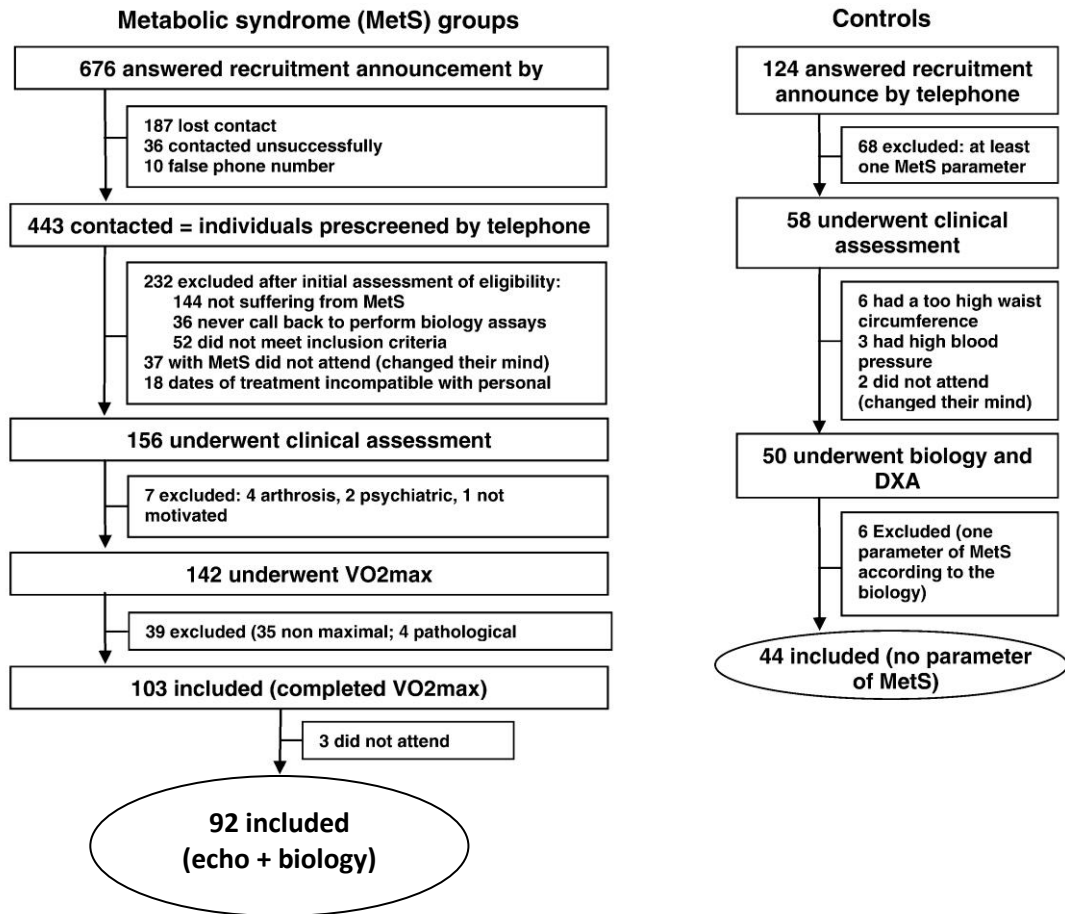 Metabolic syndrome (MetS) groups
676 answered recruitment announcement by
187 lost contact
36 contacted unsuccessfully
10 false phone number
443 contacted = individuals prescreened by telephone
232 excluded after initial assessment of eligibility:
144 not suffering from MetS
36 never call back to perform biology assays
52 did not meet inclusion criteria
37 with MetS did not attend (changed their mind)
18 dates of treatment incompatible with personal
156 underwent clinical assessment
7 excluded: 4 arthrosis, 2 psychiatric, 1 not
motivated
142 underwent VO2max
39 excluded (35 non maximal; 4 pathological
103 included (completed VO2max)
3 did not attend
92 included
(echo + biology)
Controls
124 answered recruitment
announce by telephone
68 excluded: at least
one MetS parameter
58 underwent clinical
assessment
6 had a too high waist
circumference
3 had high blood
pressure
2 did not attend
(changed their mind)
50 underwent biology and
DXA
6 Excluded (one
parameter of MetS
according to the
biology)
44 included (no parameter
of MetS)